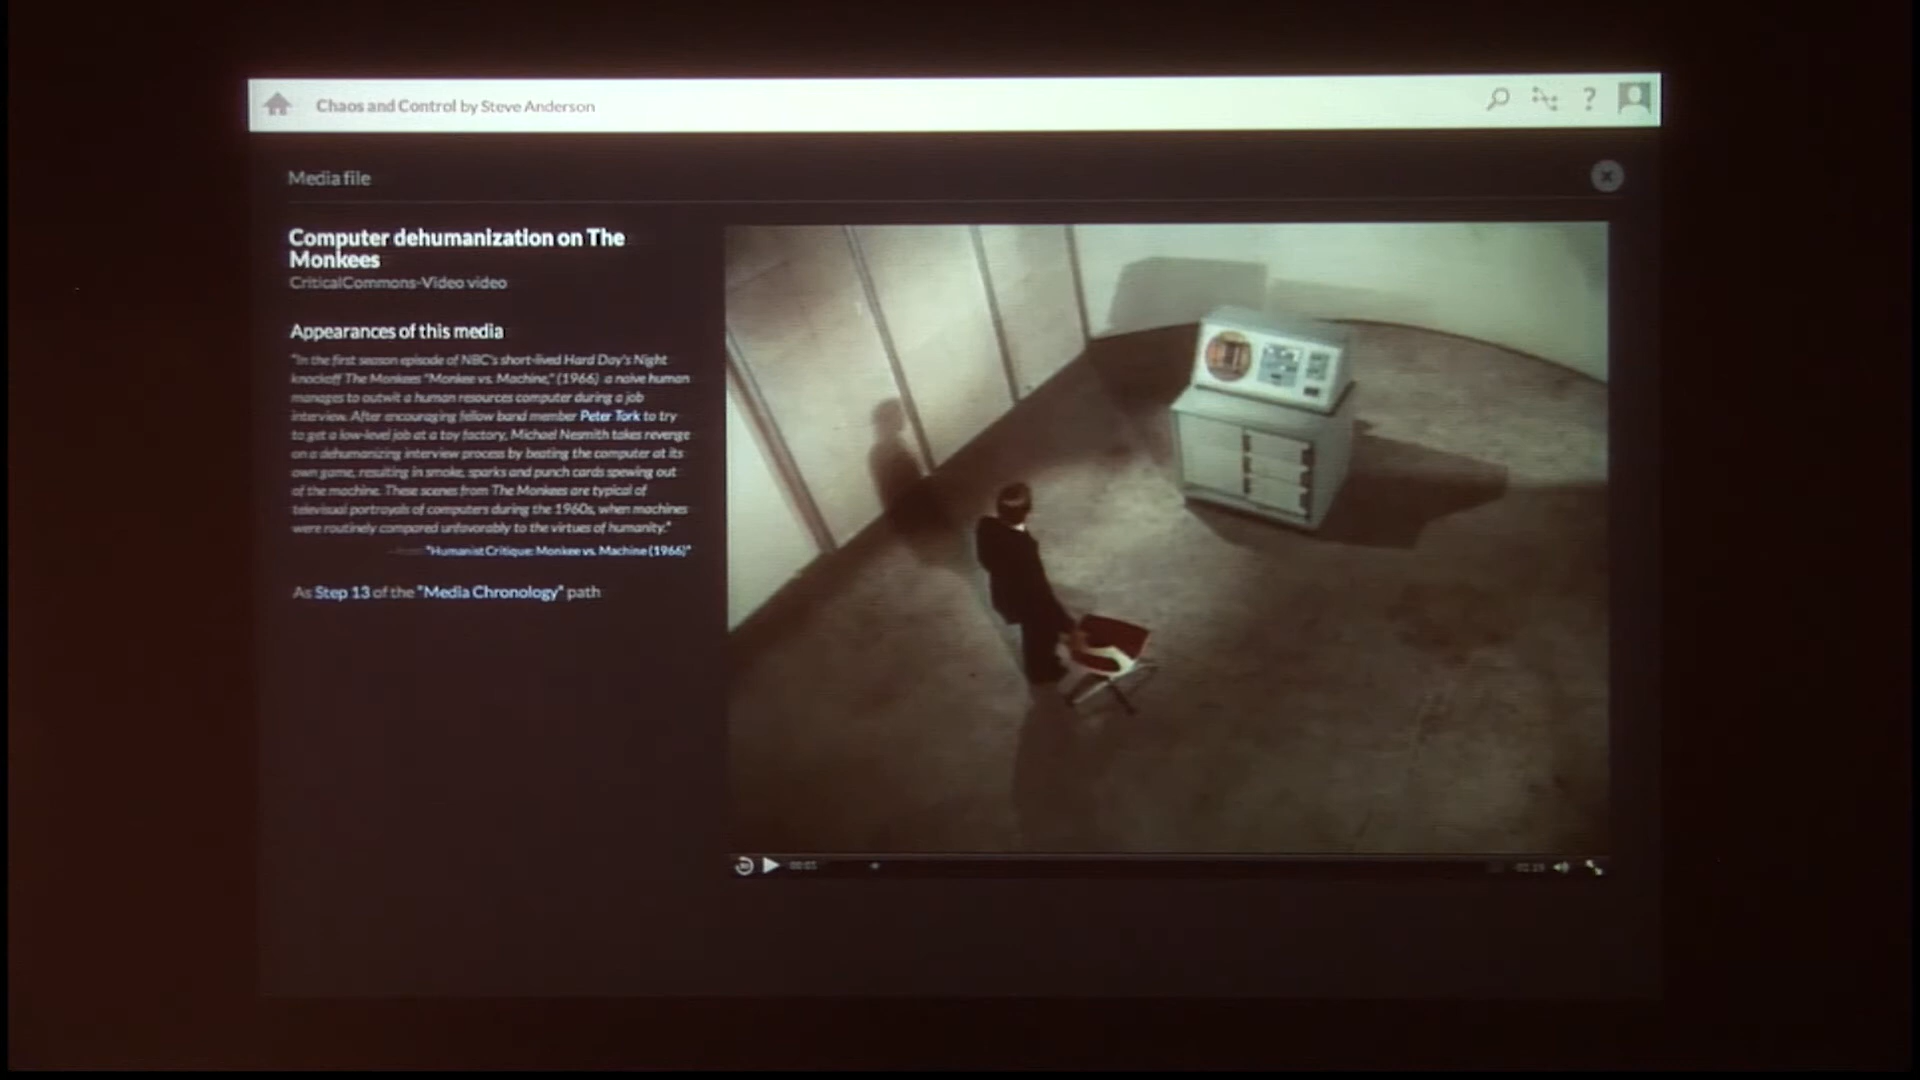 Chaos and Control by Steve Anderson
?
Media file
Computer dehumanization on The
Monkees
CriticalCommons-Video video
Appearances of this media
"In the first season episode of NBC's short-lived Hard Day's Night
knockoff The Monkees "Monkee vs. Machine," (1966) a naive human
manages to outwit a human resources computer during a job
interview. After encouraging fellow band member Peter Tork to try
to get a low-level job at a toy factory, Michael Nesmith takes revenge
on a dehumanizing interview process by beating the computer at its
own game, resulting in smoke, sparks and punch cards spewing out
of the machine. These scenes from The Monkees are typical of
televisual portrayals of computers during the 1960s, when machines
were routinely compared unfavorably to the virtues of humanity."
"Humanist Critique: Monkee vs. Machine (1966)"
As Step 13 of the "Media Chronology" path